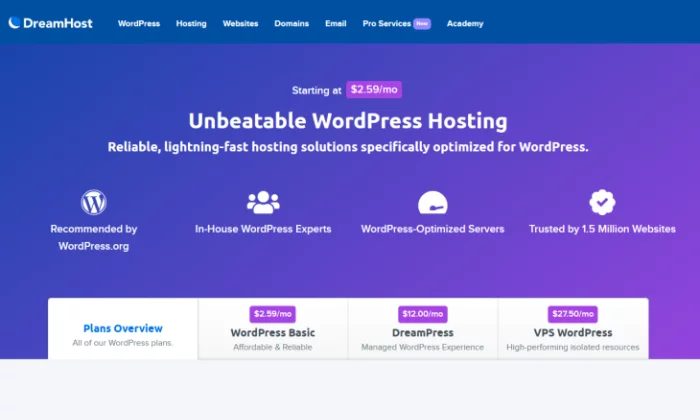 DreamHost
WordPress Hosting Websites Domains Email Pro Services New Academy
Starting at $2.59/mo
Unbeatable WordPress Hosting
Reliable, lightning-fast hosting solutions specifically optimized for WordPress.
Recommended by
WordPress.org
In-House WordPress Experts
WordPress-Optimized Servers
Trusted by 1.5 Million Websites
Plans Overview
All of our WordPress plans.
$2.59/mo
WordPress Basic
Affordable & Reliable
$12.00/mo
DreamPress
Managed WordPress Experience
$27.50/mo
VPS WordPress
High-performing isolated resources